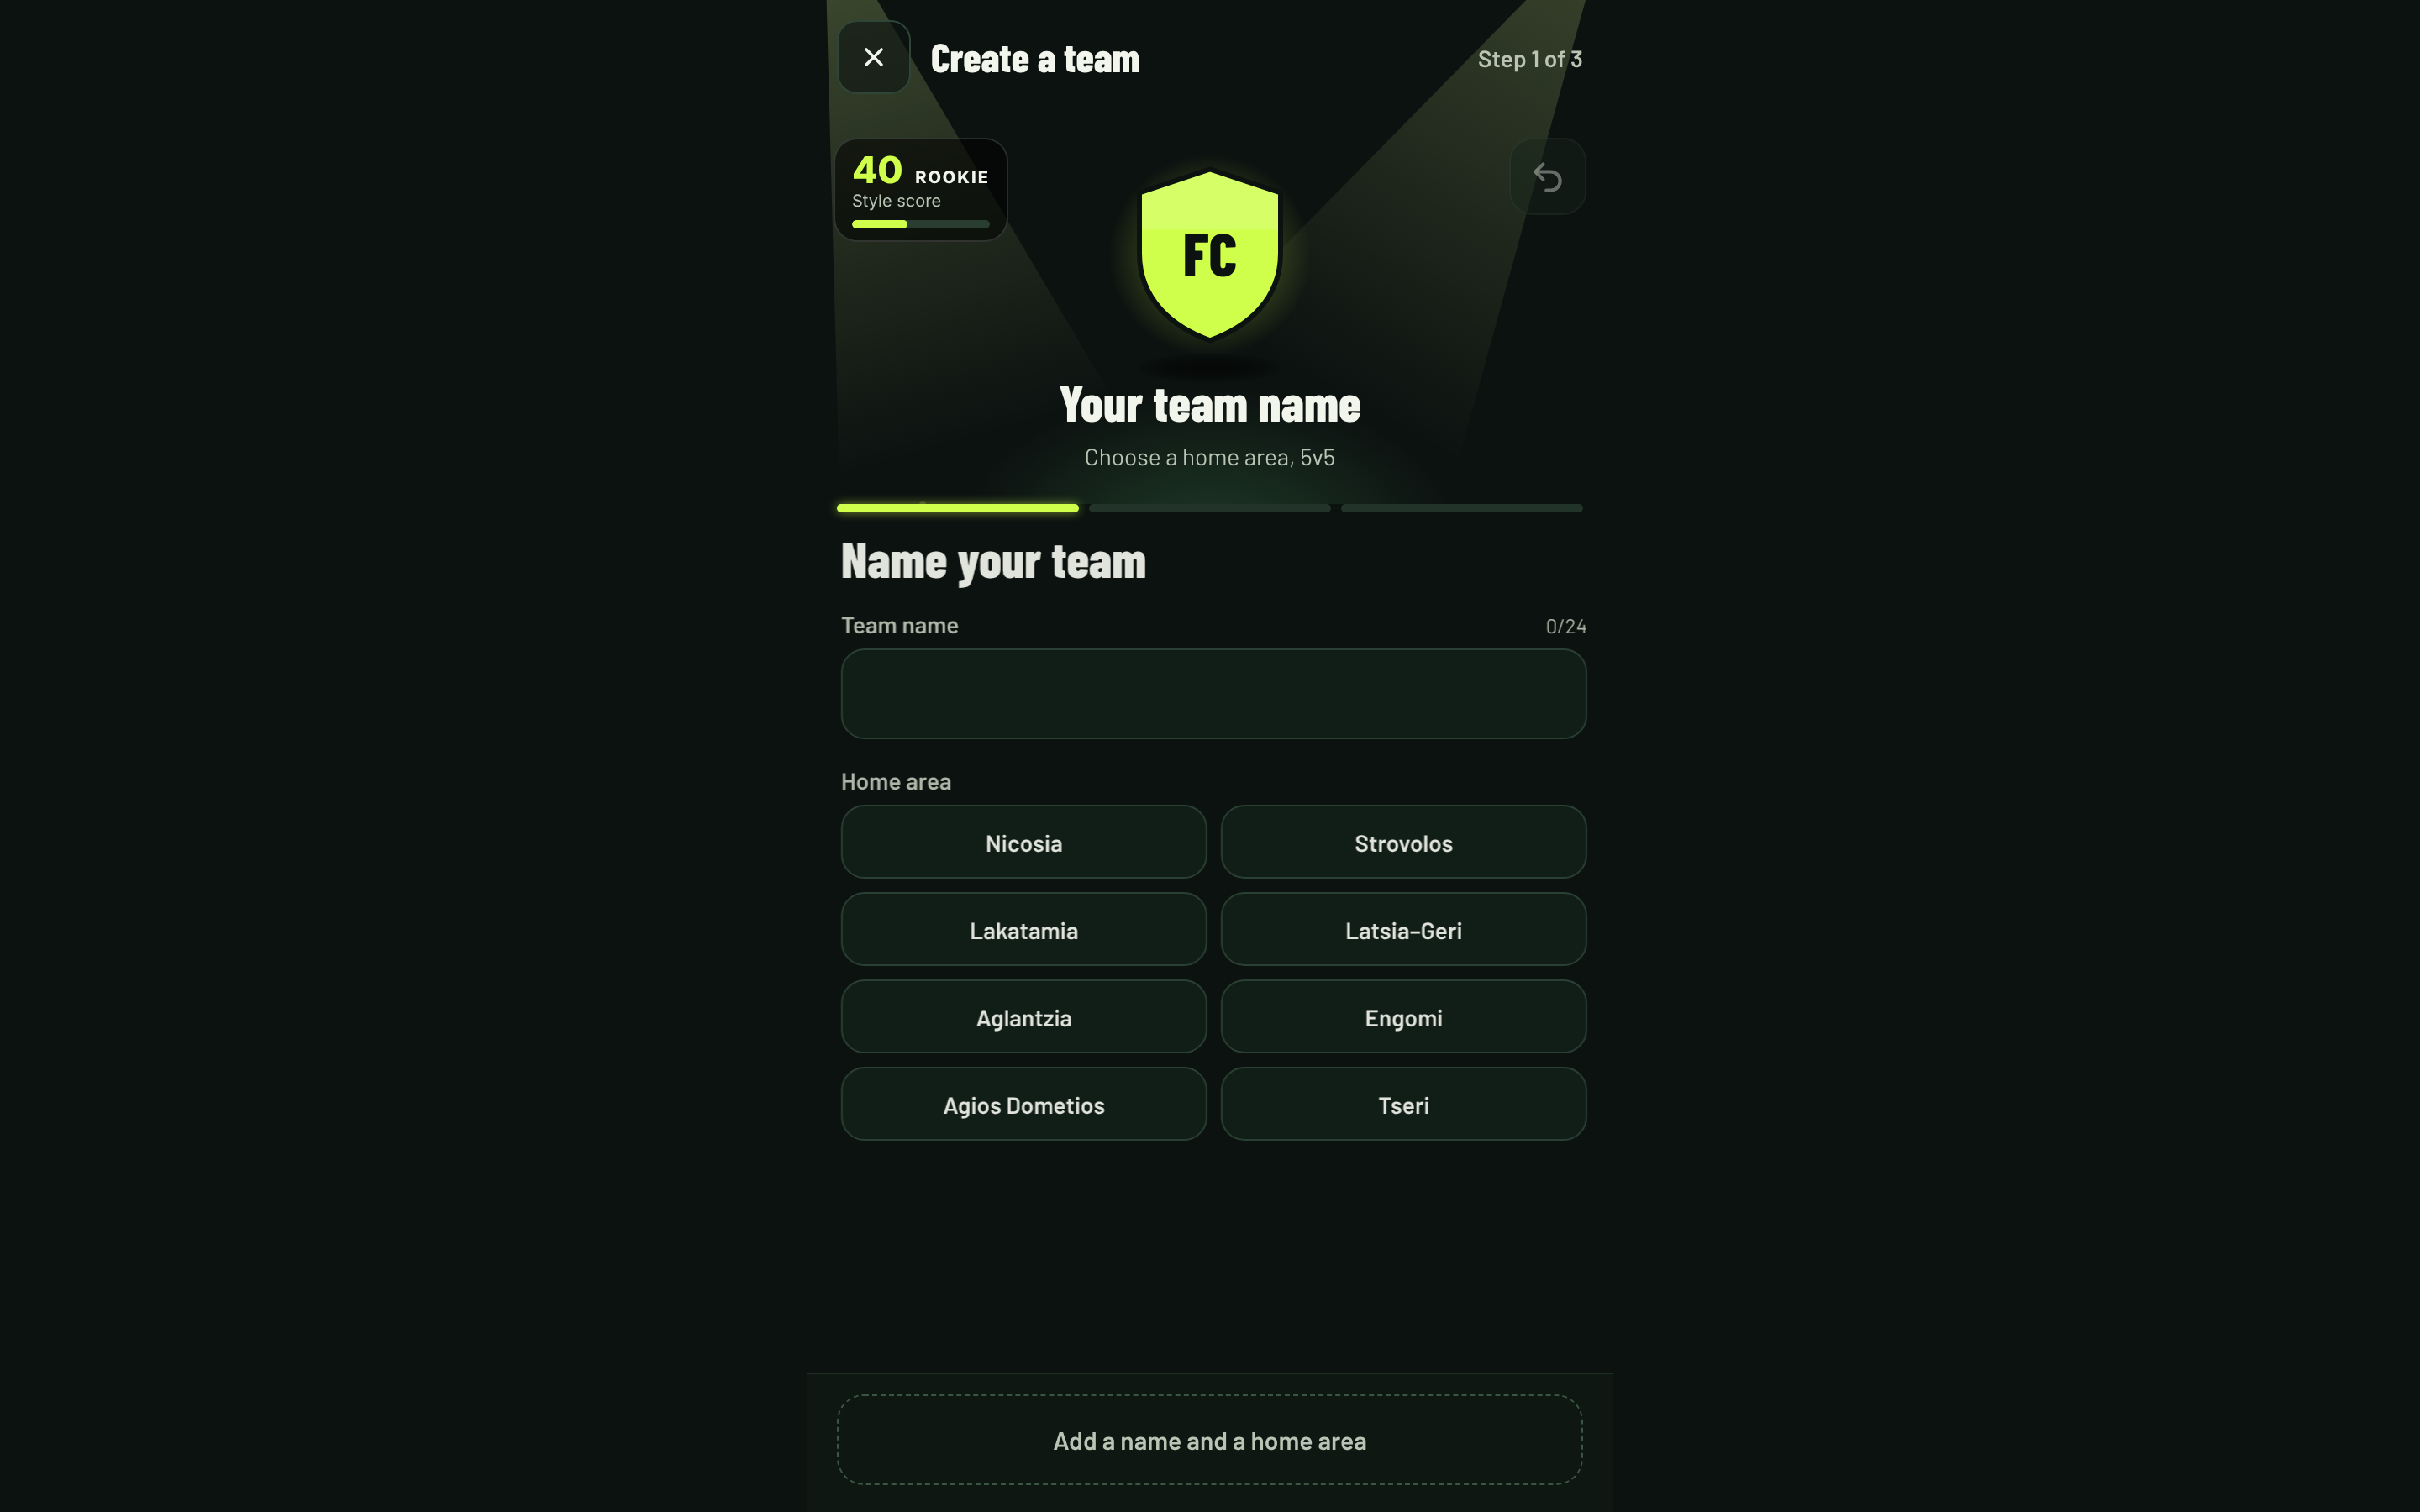 Create a team
Step 1 of 3
40 ROOKIE
Style score
FC
Your team name
Choose a home area, 5v5
Name your team
Team name
0/24
Home area
Nicosia
Strovolos
Lakatamia
Latsia–Geri
Aglantzia
Engomi
Agios Dometios
Tseri
Add a name and a home area